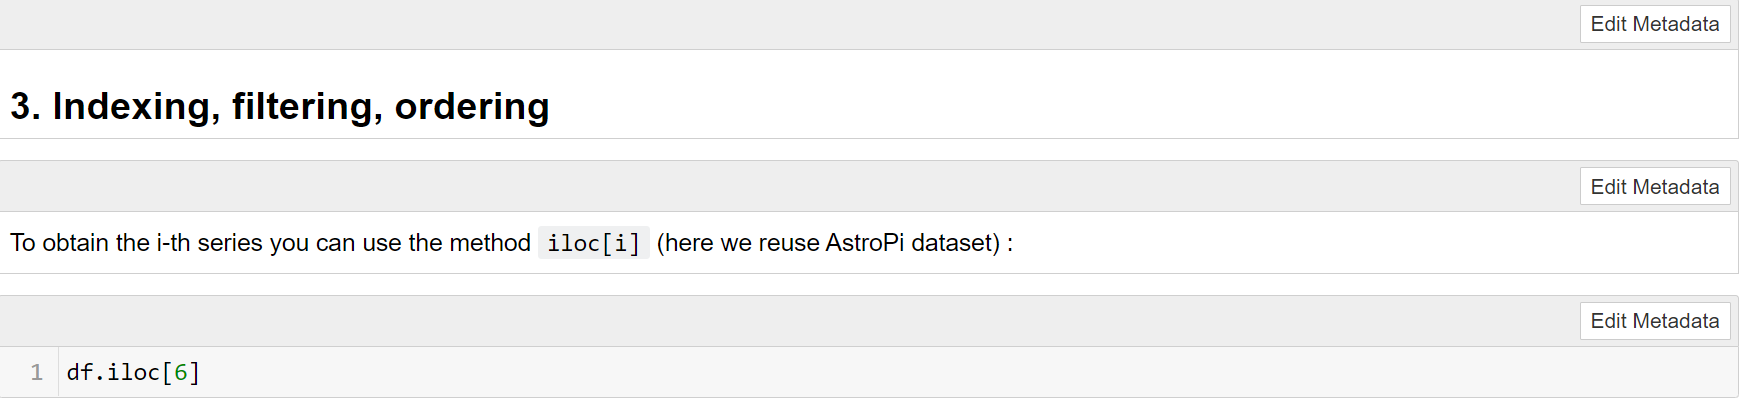 Edit Metadata
3. Indexing, filtering, ordering
Edit Metadata
To obtain the i-th series you can use the method iloc[i] (here we reuse AstroPi dataset) :
Edit Metadata
1 df.iloc[6]